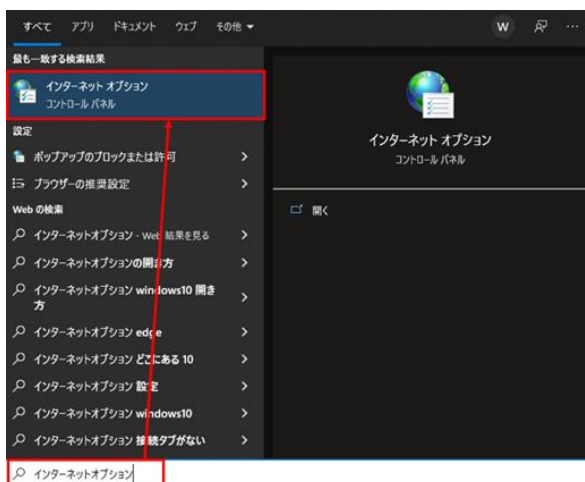 すべて アプリ ドキュメント ウェブ その他 W
最も一致する検索結果
インターネット オプション
コントロール パネル
設定
ポップアップのブロックまたは許可
ブラウザーの推奨設定
Web の検索
インターネットオプション - Web 結果を見る
インターネットオプションの開き方
インターネットオプション windows10 開き
方
インターネットオプション edge
インターネットオプション どこにある 10
インターネットオプション 設定
インターネットオプション windows10
インターネットオプション 接続タブがない
インターネットオプション
インターネット オプション
コントロール パネル
開く